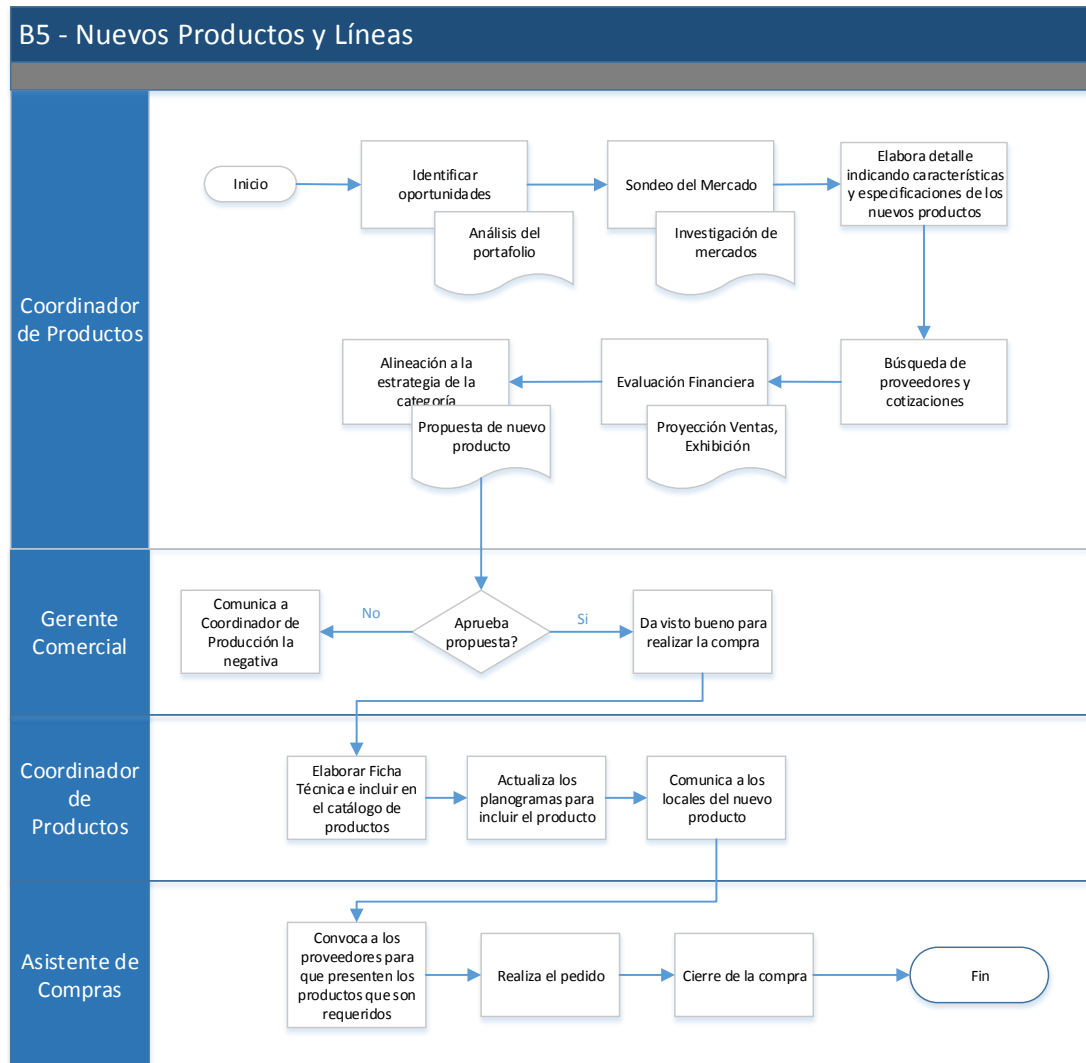 B5 - Nuevos Productos y Líneas
Coordinador
de Productos
Inicio
Identificar
oportunidades
Análisis del
portafolio
Sondeo del Mercado
Investigación de
mercados
Elabora detalle
indicando características
y especificaciones de los
nuevos productos
Alineación a la
estrategia de la
categoría
Propuesta de nuevo
producto
Evaluación Financiera
Proyección Ventas,
Exhibición
Búsqueda de
proveedores y
cotizaciones
Gerente
Comercial
Comunica a
Coordinador de
Producción la
negativa
No
Aprueba
propuesta?
Si
Da visto bueno para
realizar la compra
Coordinador
de
Productos
Elaborar Ficha
Técnica e incluir en
el catálogo de
productos
Actualiza los
planogramas para
incluir el producto
Comunica a los
locales del nuevo
producto
Asistente de
Compras
Convoca a los
proveedores para
que presenten los
productos que son
requeridos
Realiza el pedido
Cierre de la compra
Fin